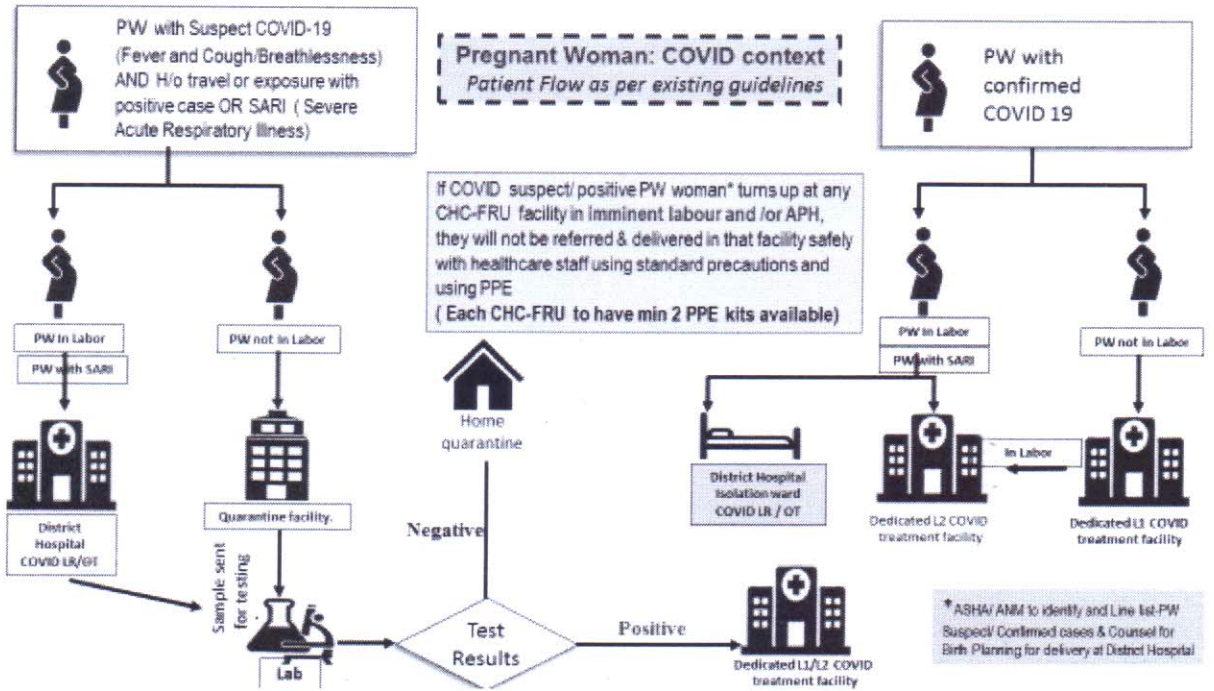 PW with Suspect COVID-19
(Fever and Cough/Breathlessness)
AND H/o travel or exposure with
positive case OR SARI ( Severe
Acute Respiratory Illness)
Pregnant Woman: COVID context
Patient Flow as per existing guidelines
PW with
confirmed
COVID 19
If COVID suspect/ positive PW woman* turns up at any
CHC-FRU facility in imminent labour and /or APH,
they will not be referred & delivered in that facility safely
with healthcare staff using standard precautions and
using PPE
( Each CHC-FRU to have min 2 PPE kits available)
PW In Labor
PW with SARI
PW not In Labor
PW In Labor
PW with SARI
PW not In Labor
Home
quarantine
District
Hospital
COVID LR/OT
Quarantine facility.
District Hospital
Isolation ward
COVID LR / OT
In Labor
Dedicated L2 COVID
treatment facility
Dedicated L1 COVID
treatment facility
Negative
Sample sent
for testing
Lab
Test
Results
Positive
Dedicated L1/L2 COVID
treatment facility
*ASHA/ ANM to identify and Line list-PW
Suspect/ Confirmed cases & Counsel for
Birth Planning for delivery at District Hospital